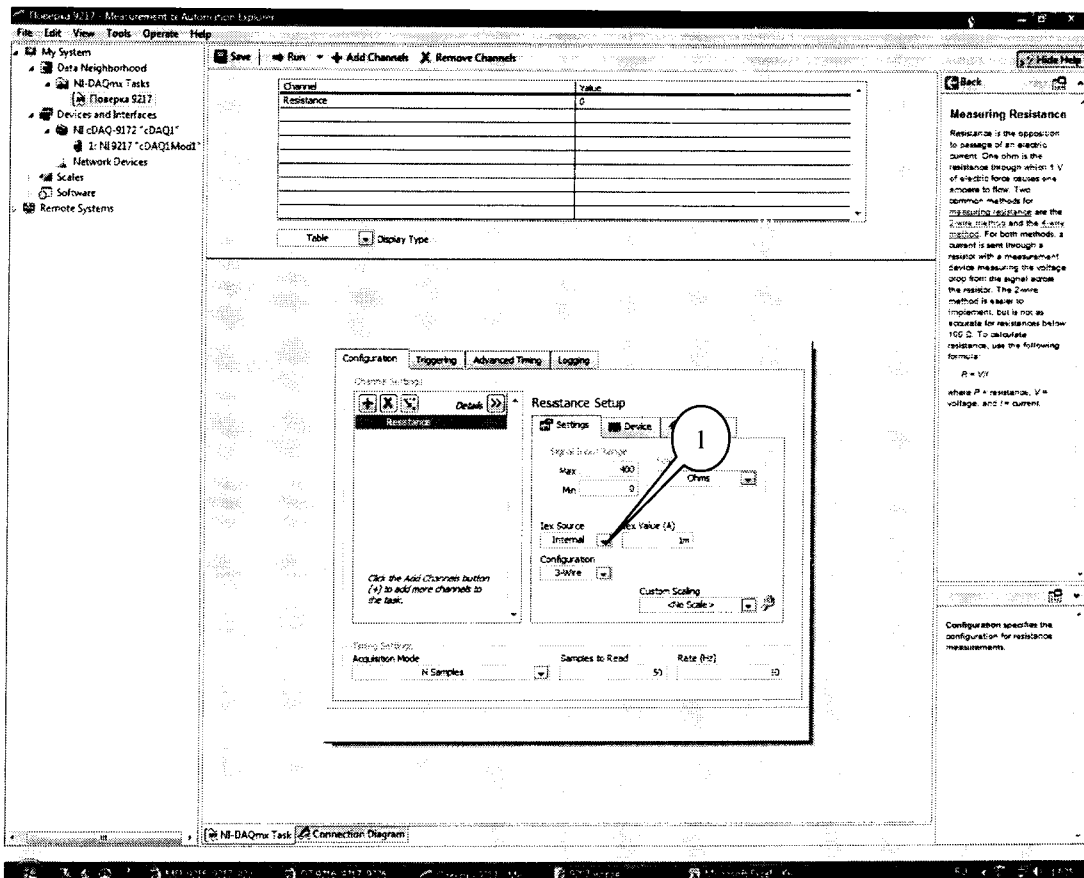 Поверка 9217 - Measurement & Automation Explorer
File Edit View Tools Operate Help
My System
Data Neighborhood
NI-DAQmx Tasks
Поверка 9217
Devices and Interfaces
NI cDAQ-9172 "cDAQ1"
1: NI 9217 "cDAQ1Mod1"
Network Devices
Scales
Software
Remote Systems
Save Run Add Channels Remove Channels Hide Help
Channel Value
Resistance 0
Table Display Type
Configuration Triggering Advanced Timing Logging
Channel Settings
Details
Resistance
Click the Add Channels button
(+) to add more channels to
the task.
Resistance Setup
Settings Device
1
Signal Input Range
Max 400
Min 0
Ohms
Iex Source Iex Value (A)
Internal 1m
Configuration
3-Wire
Custom Scaling
<No Scale>
Timing Settings
Acquisition Mode Samples to Read Rate (Hz)
N Samples 50 10
NI-DAQmx Task Connection Diagram
Back
Measuring Resistance
Resistance is the opposition
to passage of an electric
current. One ohm is the
resistance through which 1 V
of electric force causes one
ampere to flow. Two
common methods for
measuring resistance are the
2-wire method and the 4-wire
method. For both methods, a
current is sent through a
resistor with a measurement
device measuring the voltage
drop from the signal across
the resistor. The 2-wire
method is easier to
implement, but is not as
accurate for resistances below
100 Ω. To calculate
resistance, use the following
formula:
R = V/I
where R = resistance, V =
voltage, and I = current.
Configuration specifies the
configuration for resistance
measurements.